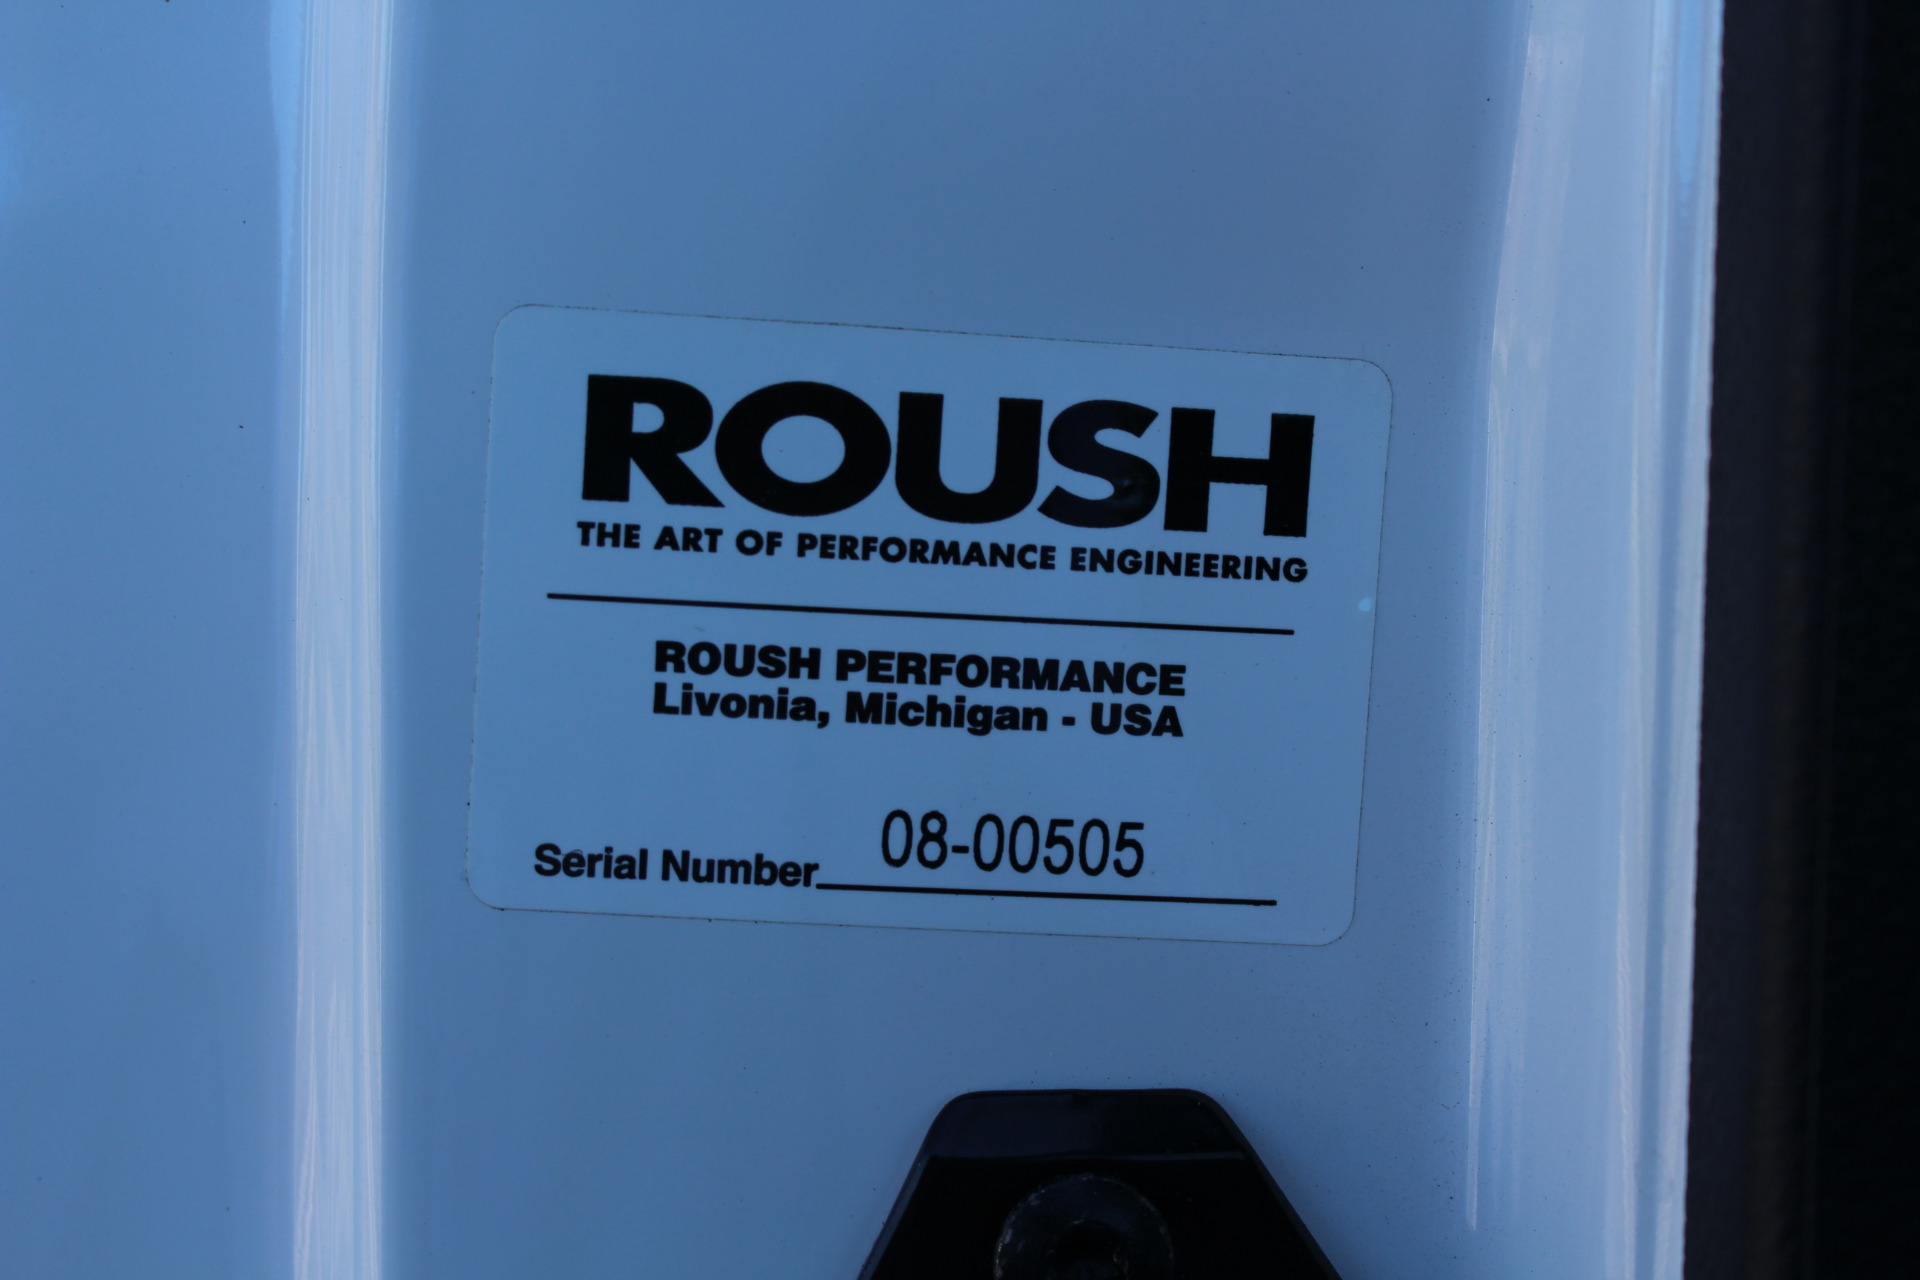 ROUSH
THE ART OF PERFORMANCE ENGINEERING
ROUSH PERFORMANCE
Livonia, Michigan - USA
Serial Number 08-00505